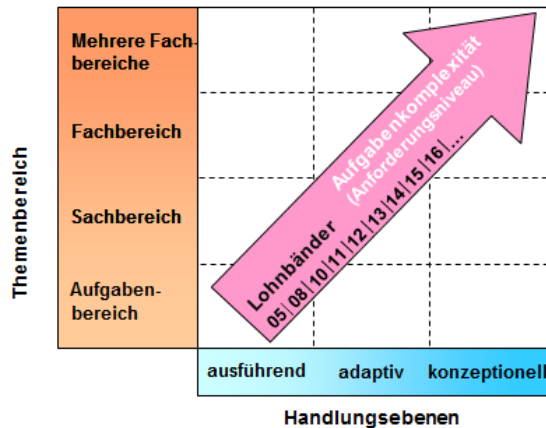 Themenbereich
Mehrere Fach-
bereiche
Fachbereich
Sachbereich
Aufgaben-
bereich
Aufgabenkomplexität
(Anforderungsniveau)
Lohnbänder
05|08|10|11|12|13|14|15|16|...
ausführend
adaptiv
konzeptionell
Handlungsebenen